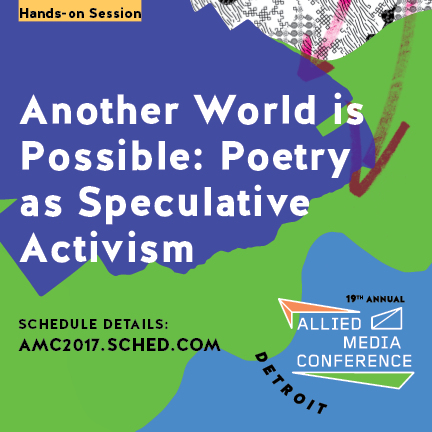 Hands-on Session
Another World is
Possible: Poetry
as Speculative
Activism
SCHEDULE DETAILS:
AMC2017.SCHED.COM
19TH ANNUAL
ALLIED
MEDIA
CONFERENCE
DETROIT